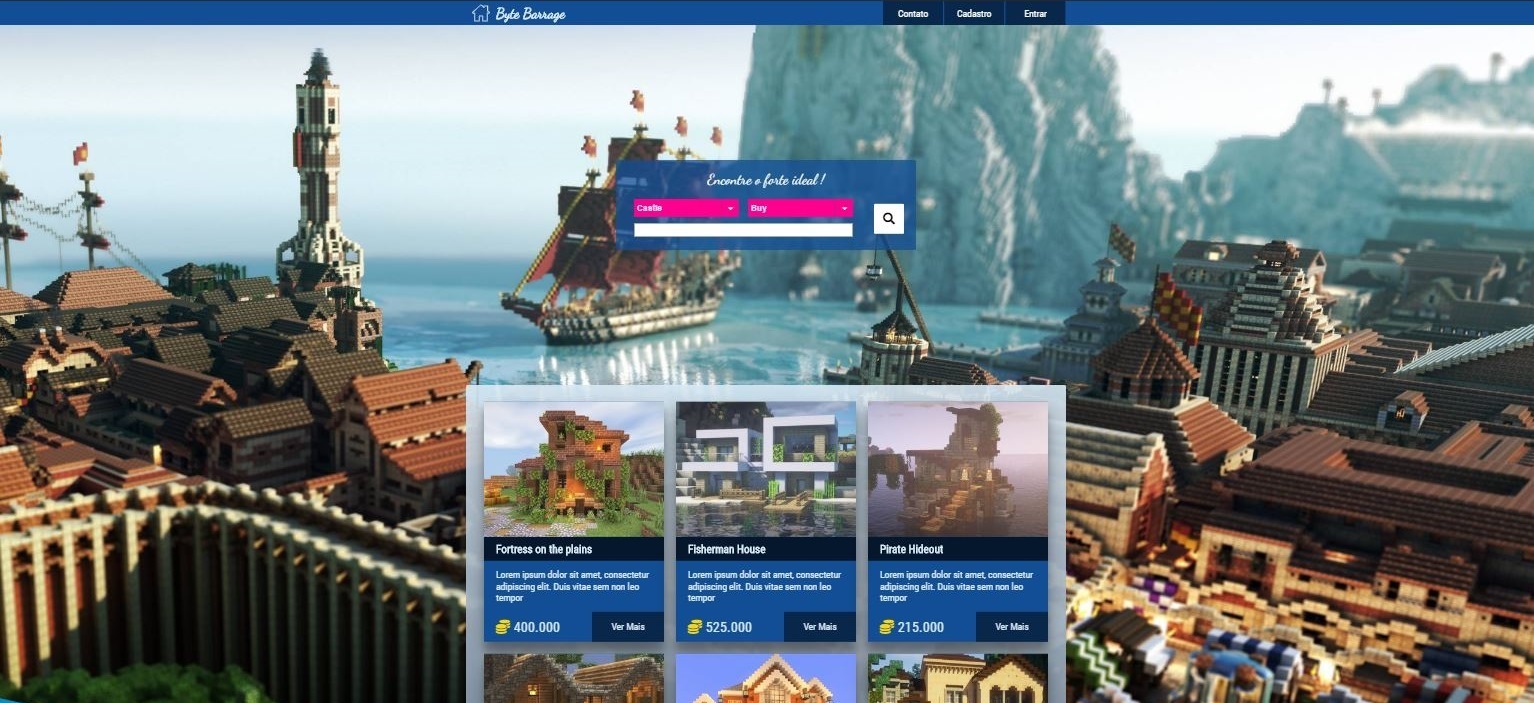 Byte Barrage
Contato Cadastro Entrar
Encontre o forte ideal !
Castle Buy
Fortress on the plains
Lorem ipsum dolor sit amet, consectetur
adipiscing elit. Duis vitae sem non leo
tempor
400.000 Ver Mais
Fisherman House
Lorem ipsum dolor sit amet, consectetur
adipiscing elit. Duis vitae sem non leo
tempor
525.000 Ver Mais
Pirate Hideout
Lorem ipsum dolor sit amet, consectetur
adipiscing elit. Duis vitae sem non leo
tempor
215.000 Ver Mais